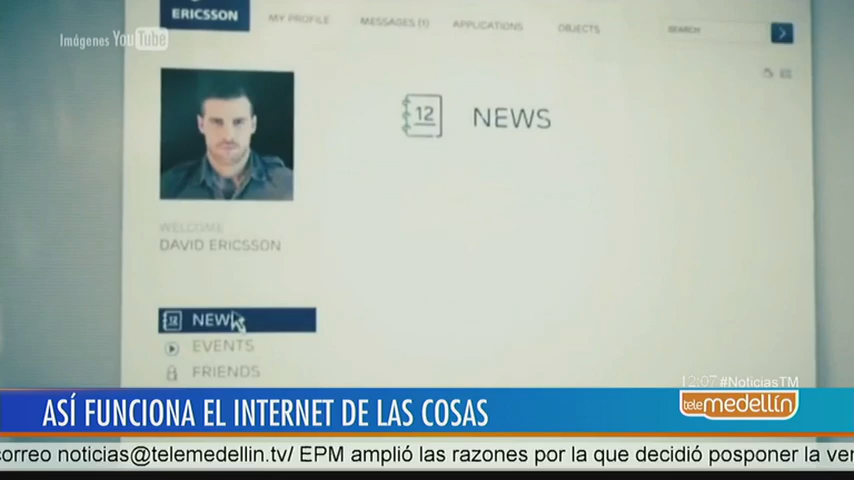 Imágenes YouTube
ERICSSON
MY PROFILE
MESSAGES (1)
APPLICATIONS
OBJECTS
SEARCH
12
NEWS
WELCOME
DAVID ERICSSON
12
NEWS
EVENTS
FRIENDS
12:07 #NoticiasTM
ASÍ FUNCIONA EL INTERNET DE LAS COSAS
tele medellín
correo noticias@telemedellin.tv/ EPM amplió las razones por la que decidió posponer la ven